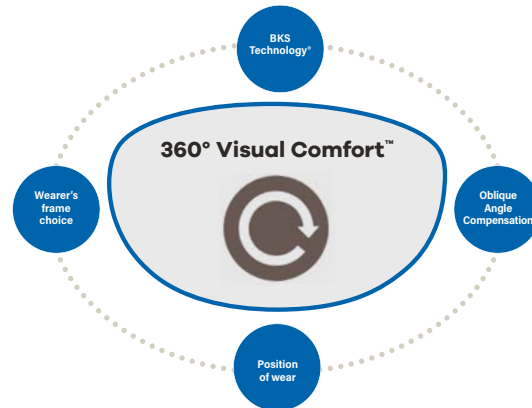 BKS
Technology®
360° Visual Comfort™
Wearer's
frame
choice
Oblique
Angle
Compensation
Position
of wear